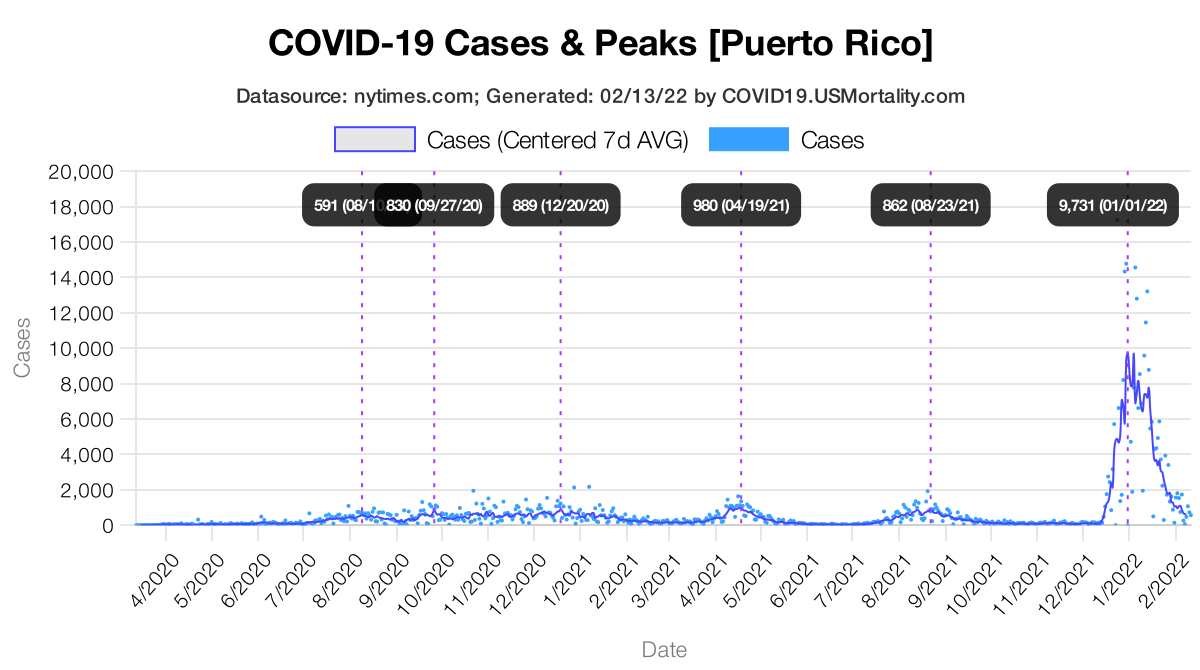 COVID-19 Cases & Peaks [Puerto Rico]
Datasource: nytimes.com; Generated: 02/13/22 by COVID19.USMortality.com
Cases (Centered 7d AVG) Cases
20,000
591 (08/1 830 (09/27/20) 889 (12/20/20) 980 (04/19/21) 862 (08/23/21) 9,731 (01/01/22)
18,000
16,000
14,000
12,000
10,000
8,000
6,000
4,000
2,000
0
Cases
4/2020 5/2020 6/2020 7/2020 8/2020 9/2020 10/2020 11/2020 12/2020 1/2021 2/2021 3/2021 4/2021 5/2021 6/2021 7/2021 8/2021 9/2021 10/2021 11/2021 12/2021 1/2022 2/2022
Date